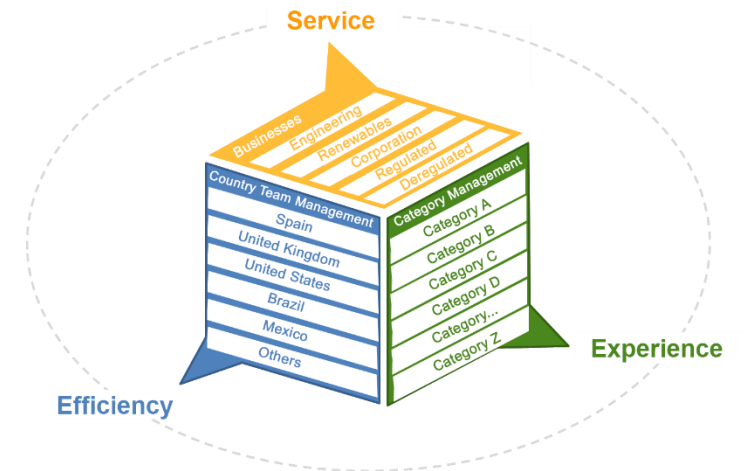 Service
Businesses
Engineering
Renewables
Corporation
Regulated
Deregulated
Country Team Management
Spain
United Kingdom
United States
Brazil
Mexico
Others
Category Management
Category A
Category B
Category C
Category D
Category...
Category Z
Efficiency
Experience